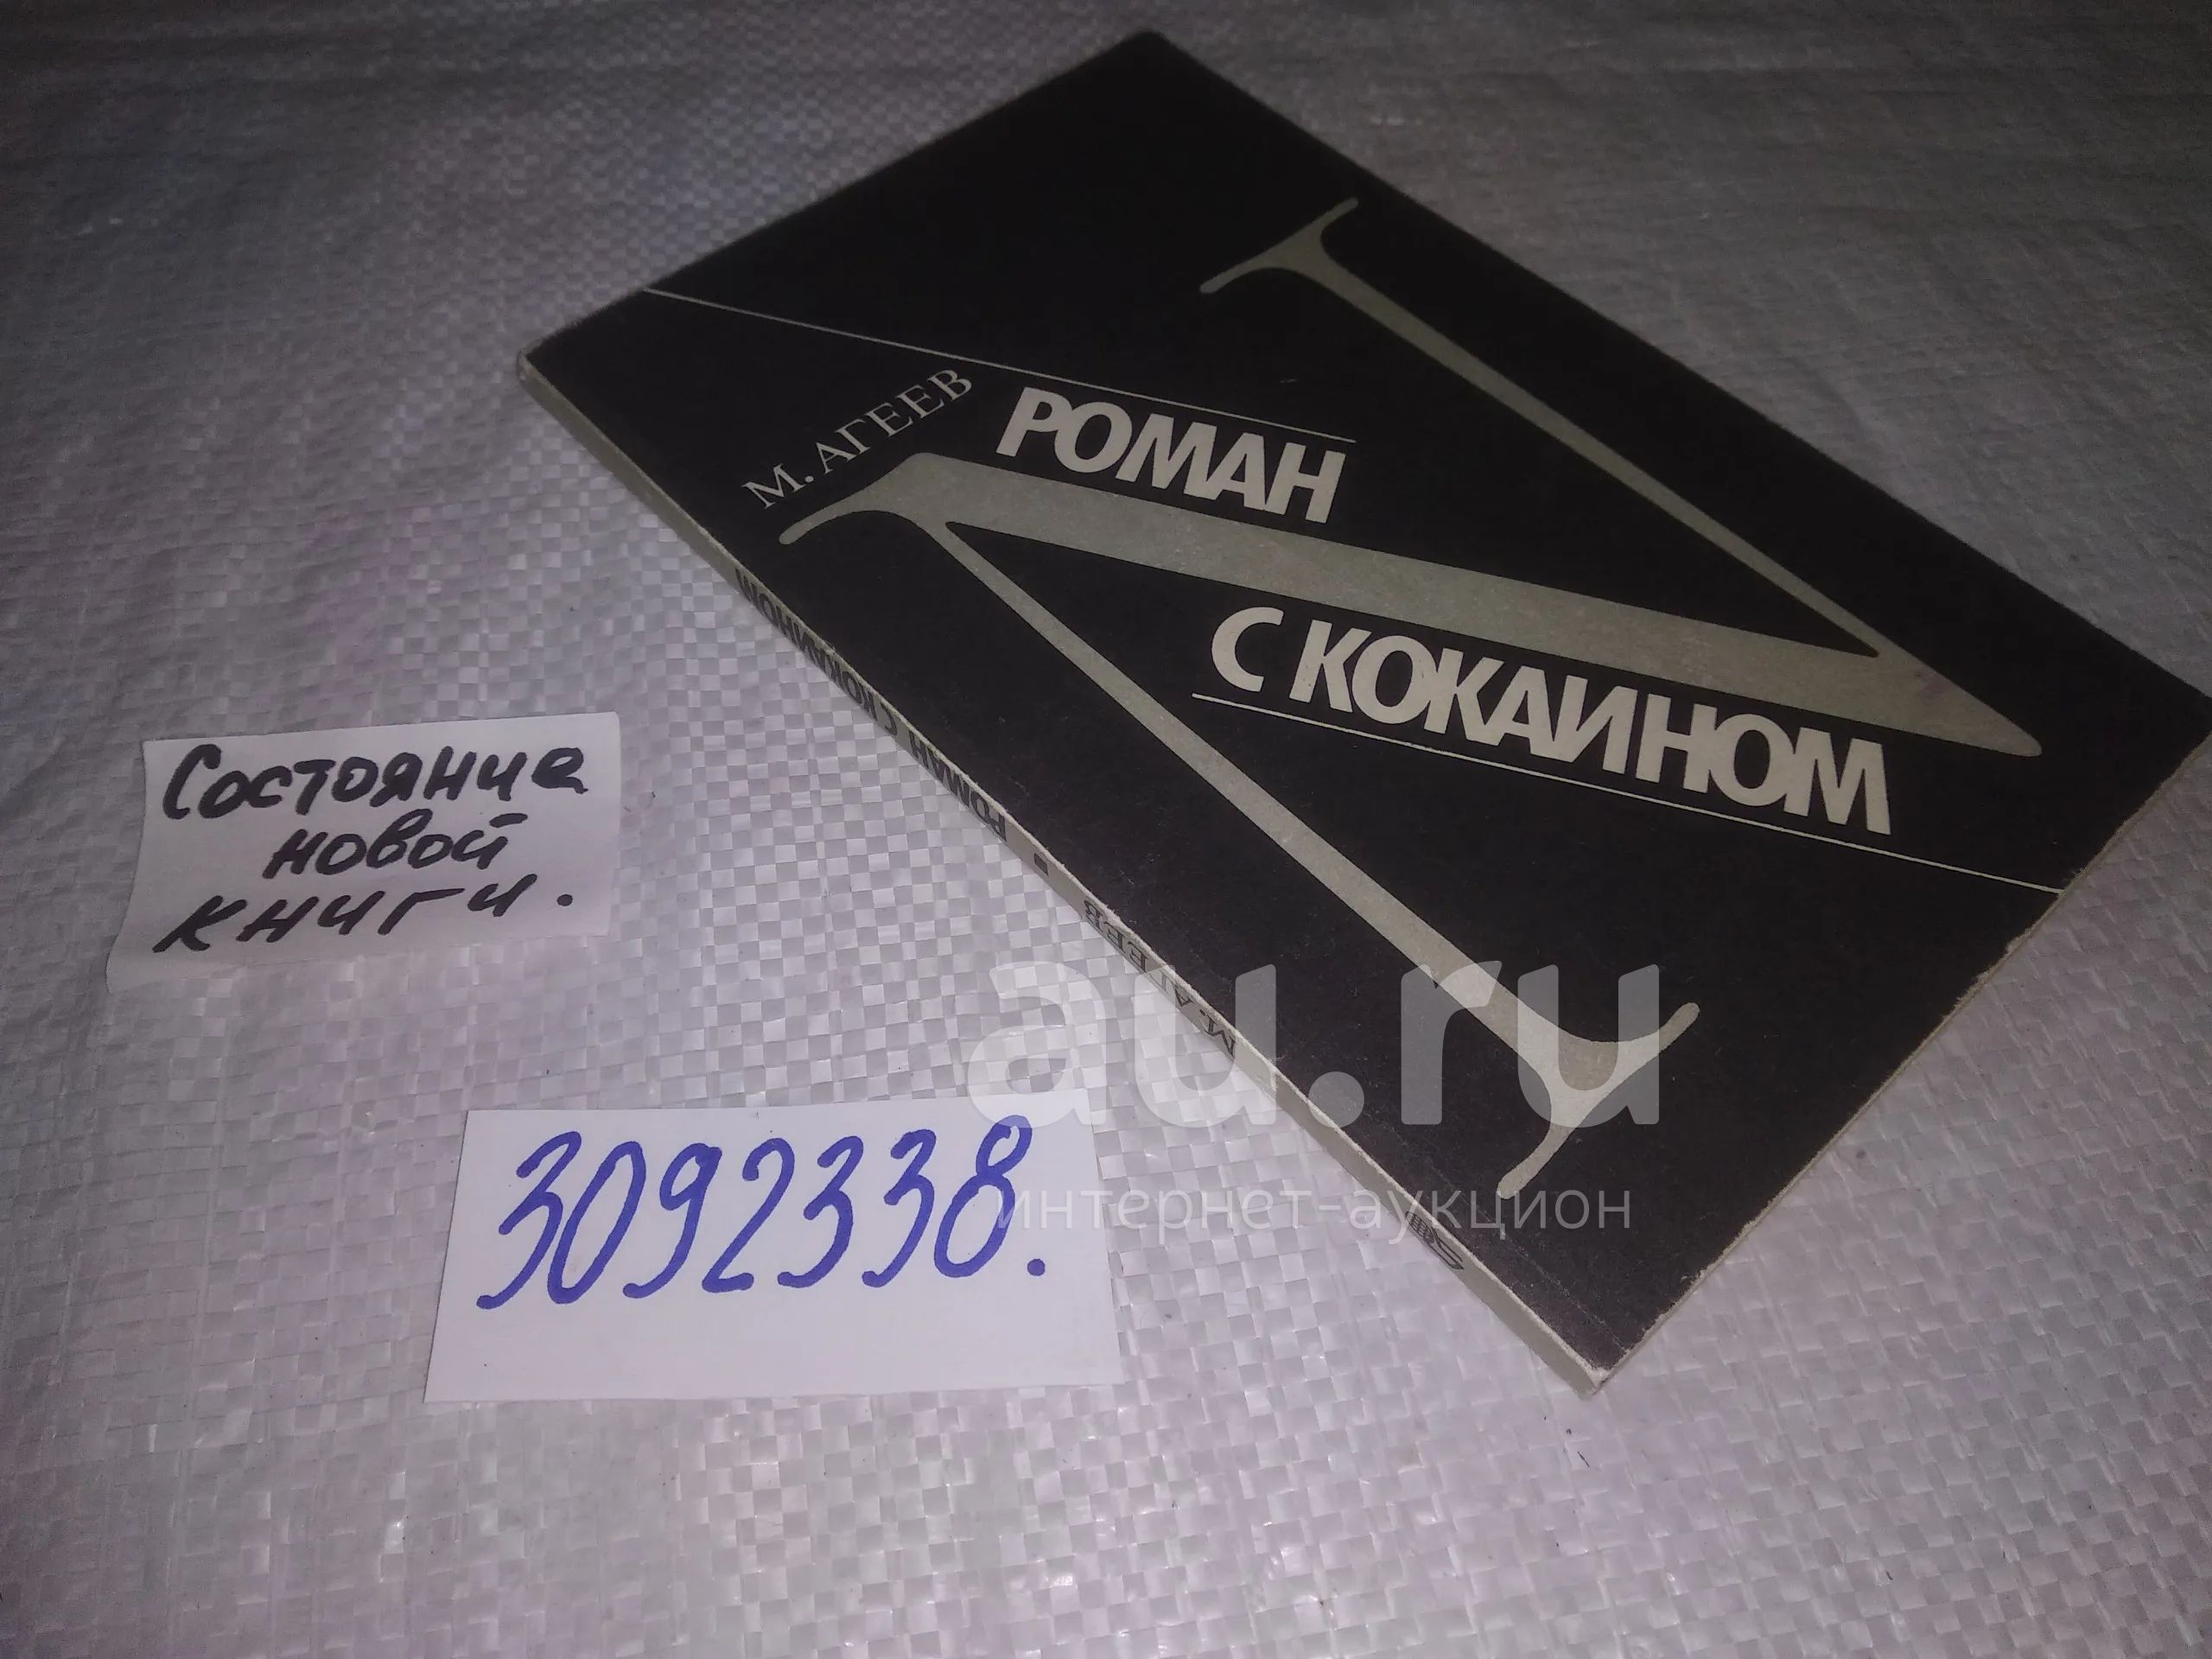 М. АГЕЕВ
РОМАН
С КОКАИНОМ
М. АГЕЕВ ▪ РОМАН С КОКАИНОМ
Состояние
новой
книги.
3092338.
au.ru
интернет-аукцион